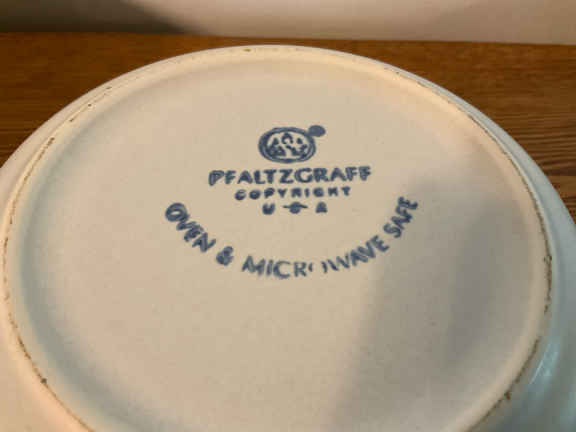 PFALTZGRAFF
COPYRIGHT
U S A
OVEN & MICROWAVE SAFE